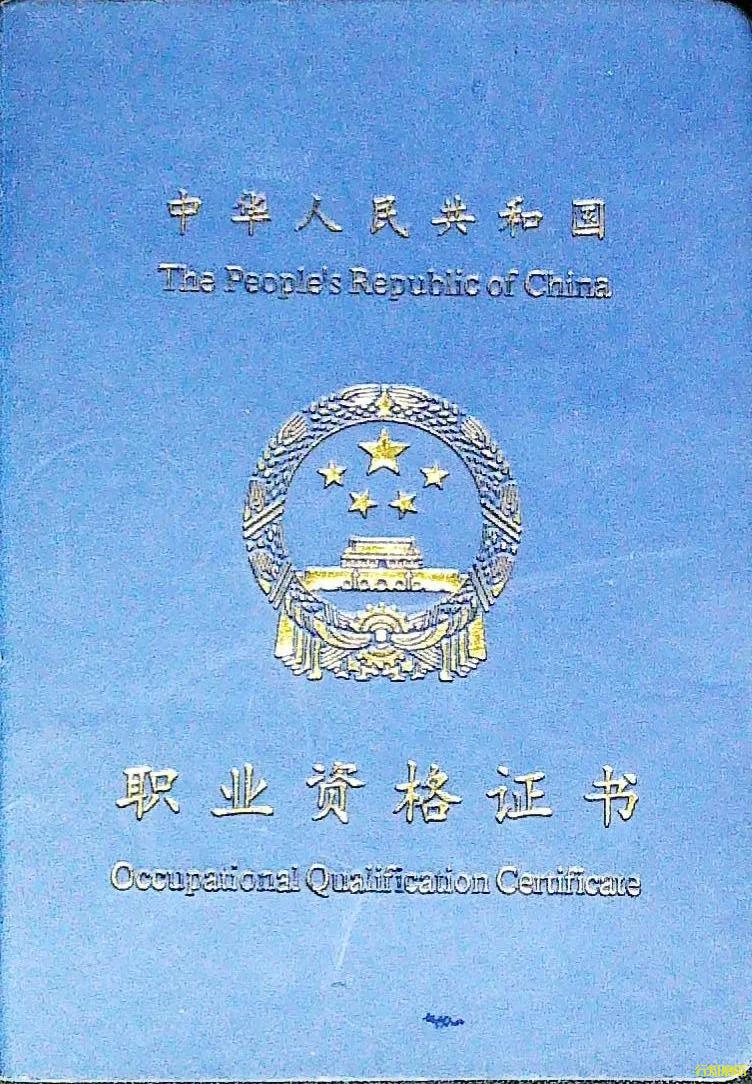 中华人民共和国
The People's Republic of China
职业资格证书
Occupational Qualification Certificate